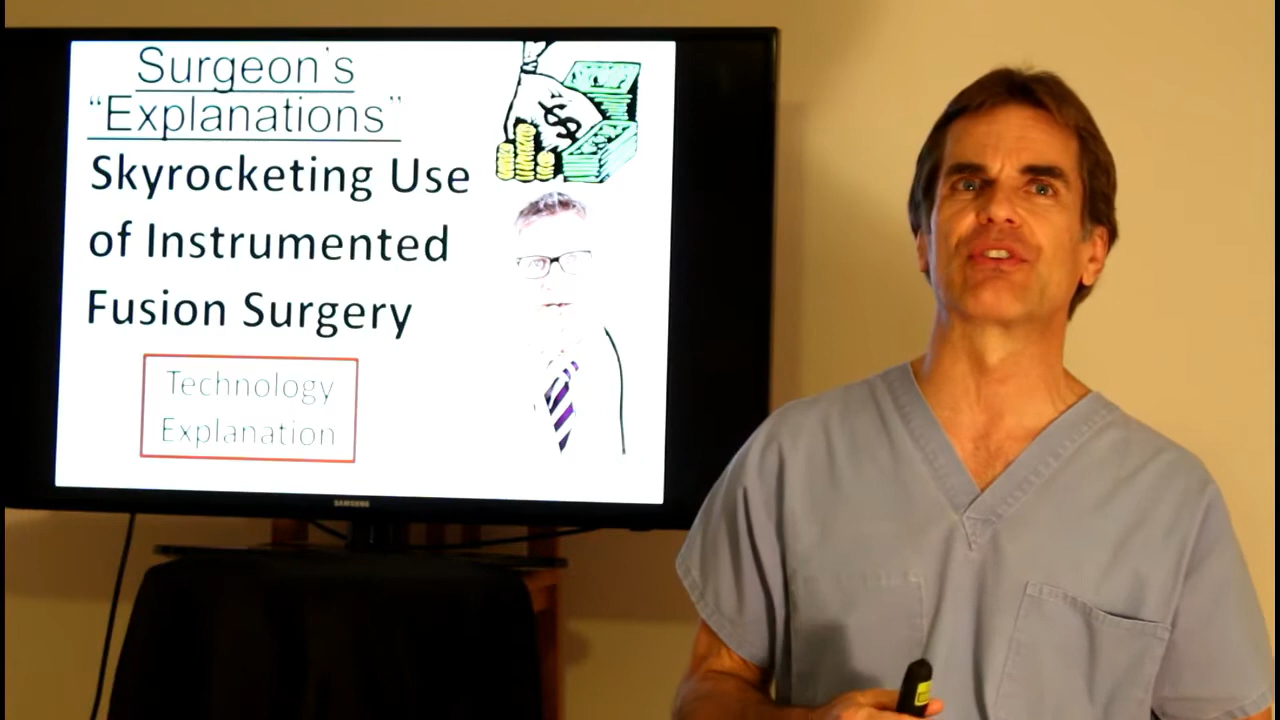 Surgeon's
“Explanations”
Skyrocketing Use
of Instrumented
Fusion Surgery
Technology
Explanation
$
SAMSUNG